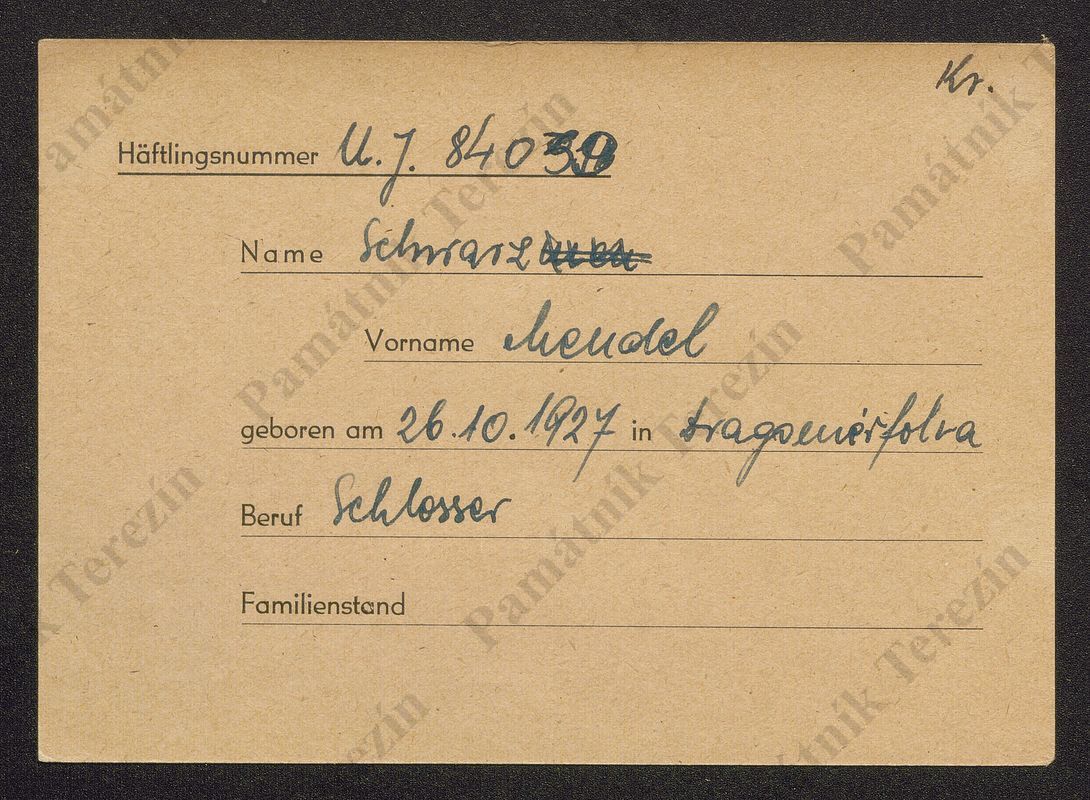 Kr.
Häftlingsnummer U. J. 84039
Name Schwarz
Vorname Mendel
geboren am 26.10.1927 in Dragomérfalva
Beruf Schlosser
Familienstand
Památník Terezín